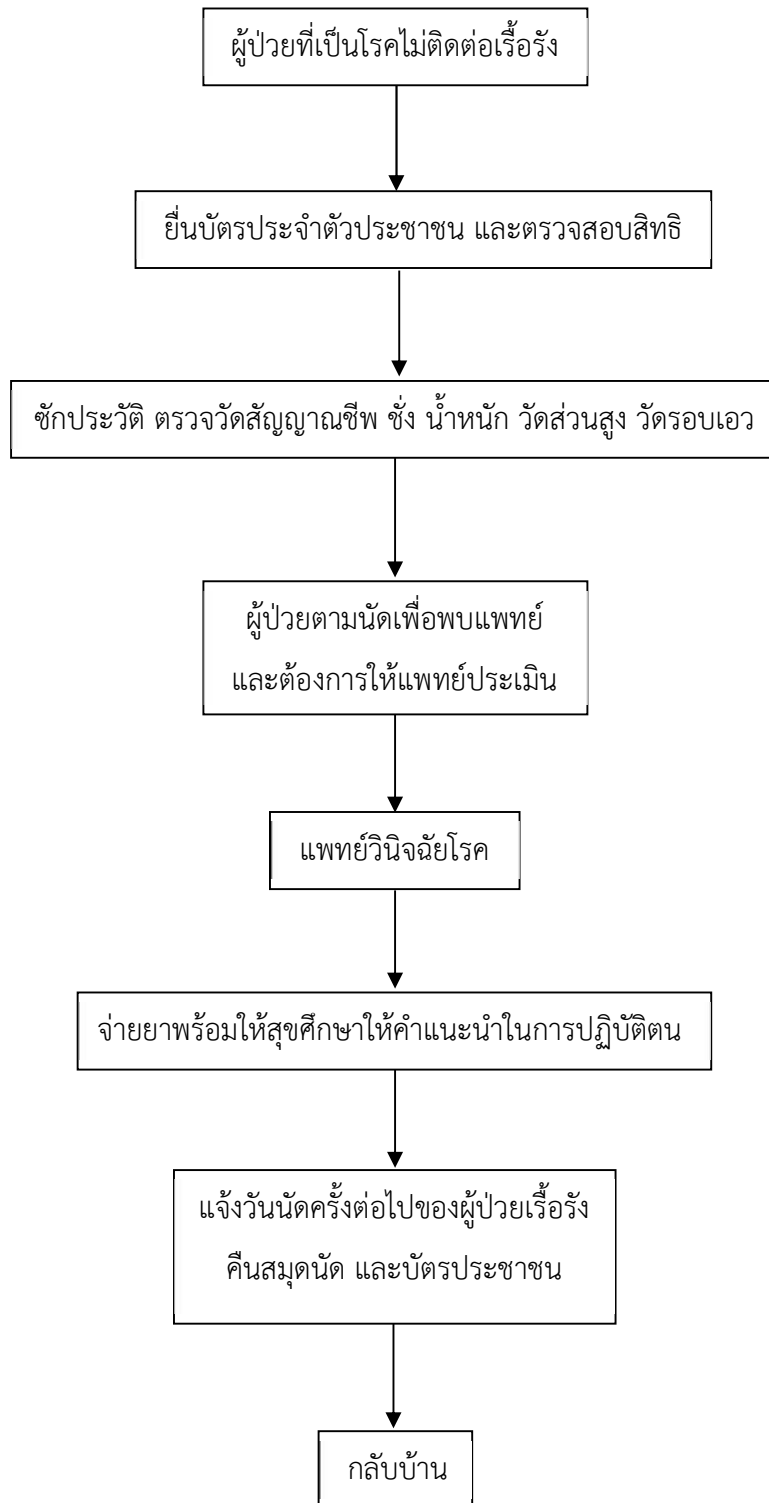 ผู้ป่วยที่เป็นโรคไม่ติดต่อเรื้อรัง
ยื่นบัตรประจำตัวประชาชน และตรวจสอบสิทธิ
ซักประวัติ ตรวจวัดสัญญาณชีพ ชั่ง น้ำหนัก วัดส่วนสูง วัดรอบเอว
ผู้ป่วยตามนัดเพื่อพบแพทย์
และต้องการให้แพทย์ประเมิน
แพทย์วินิจฉัยโรค
จ่ายยาพร้อมให้สุขศึกษาให้คำแนะนำในการปฏิบัติตน
แจ้งวันนัดครั้งต่อไปของผู้ป่วยเรื้อรัง
คืนสมุดนัด และบัตรประชาชน
กลับบ้าน